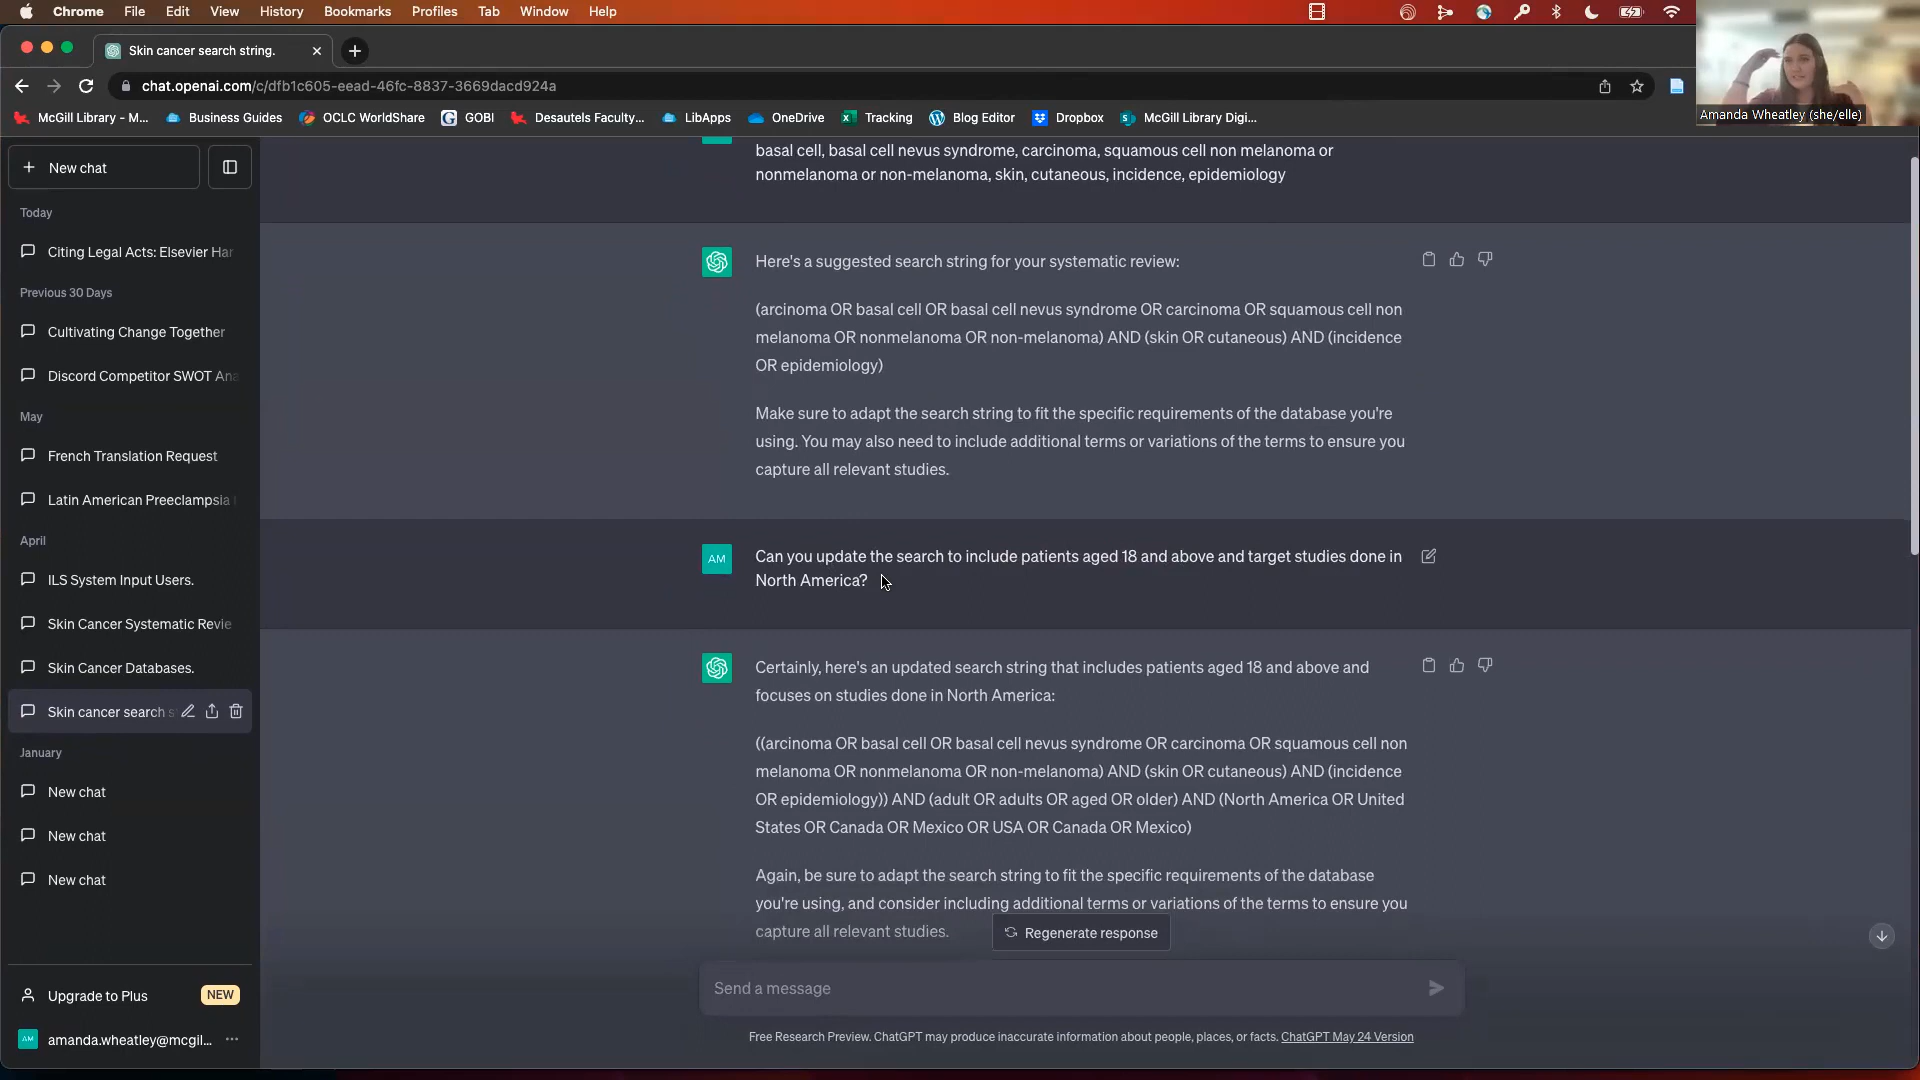 Chrome File Edit View History Bookmarks Profiles Tab Window Help
Skin cancer search string.
chat.openai.com/c/dfb1c605-eead-46fc-8837-3669dacd924a
McGill Library - M... Business Guides OCLC WorldShare GOBI Desautels Faculty... LibApps OneDrive Tracking Blog Editor Dropbox McGill Library Digi...
Amanda Wheatley (she/elle)
New chat
Today
Citing Legal Acts: Elsevier Har
Previous 30 Days
Cultivating Change Together
Discord Competitor SWOT Ana
May
French Translation Request
Latin American Preeclampsia
April
ILS System Input Users.
Skin Cancer Systematic Revie
Skin Cancer Databases.
Skin cancer search s
January
New chat
New chat
New chat
Upgrade to Plus NEW
AM amanda.wheatley@mcgil...
basal cell, basal cell nevus syndrome, carcinoma, squamous cell non melanoma or
nonmelanoma or non-melanoma, skin, cutaneous, incidence, epidemiology
Here's a suggested search string for your systematic review:
(arcinoma OR basal cell OR basal cell nevus syndrome OR carcinoma OR squamous cell non
melanoma OR nonmelanoma OR non-melanoma) AND (skin OR cutaneous) AND (incidence
OR epidemiology)
Make sure to adapt the search string to fit the specific requirements of the database you're
using. You may also need to include additional terms or variations of the terms to ensure you
capture all relevant studies.
AM
Can you update the search to include patients aged 18 and above and target studies done in
North America?
Certainly, here's an updated search string that includes patients aged 18 and above and
focuses on studies done in North America:
((arcinoma OR basal cell OR basal cell nevus syndrome OR carcinoma OR squamous cell non
melanoma OR nonmelanoma OR non-melanoma) AND (skin OR cutaneous) AND (incidence
OR epidemiology)) AND (adult OR adults OR aged OR older) AND (North America OR United
States OR Canada OR Mexico OR USA OR Canada OR Mexico)
Again, be sure to adapt the search string to fit the specific requirements of the database
you're using, and consider including additional terms or variations of the terms to ensure you
capture all relevant studies.
Regenerate response
Send a message
Free Research Preview. ChatGPT may produce inaccurate information about people, places, or facts. ChatGPT May 24 Version